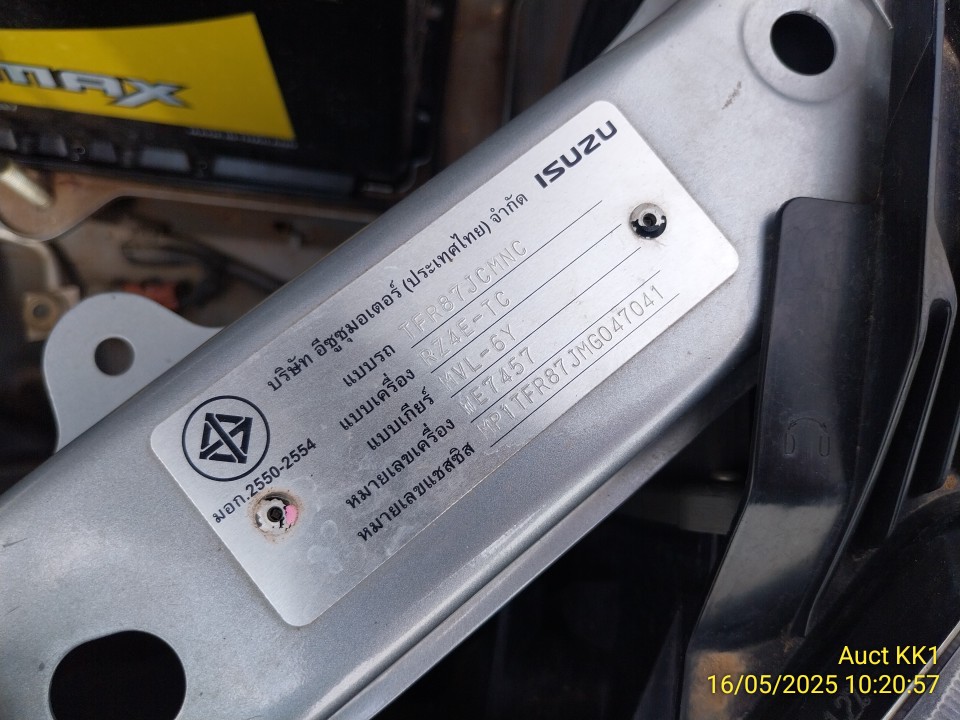 MAX
ISUZU
บริษัท อีซูซุมอเตอร์ (ประเทศไทย) จำกัด
แบบรถ TFR87JCMNC
แบบเครื่อง RZ4E-TC
แบบเกียร์ MVL-6Y
หมายเลขเครื่อง WE7457
หมายเลขแชสซิส MP1TFR87JMG047041
มอก.2550-2554
Auct KK1
16/05/2025 10:20:57